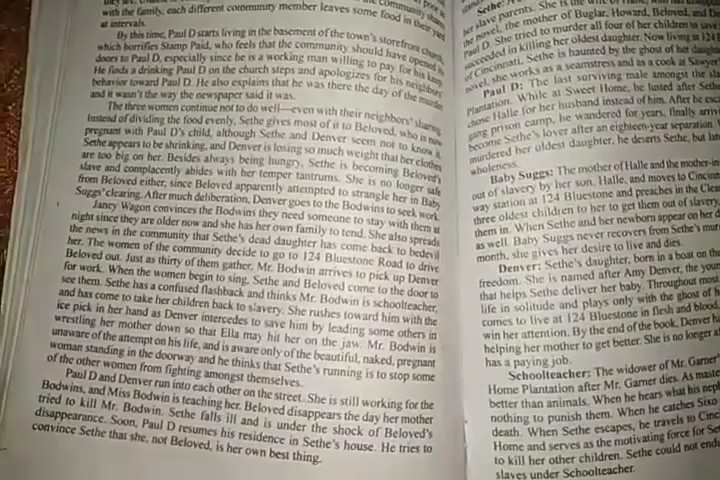 with the family, each different community member leaves some food in their yard
at intervals.
By this time, Paul D starts living in the basement of the town's storefront church,
which horrifies Stamp Paid, who feels that the community should have opened
doors to Paul D, especially since he is a working man willing to pay for his keep.
He finds a drinking Paul D on the church steps and apologizes for his neighbors'
behavior toward Paul D. He also explains that he was there the day of the murder
and it wasn't the way the newspaper said it was.
The three women continue not to do well—even with their neighbors' sharing.
Instead of dividing the food evenly, Sethe gives most of it to Beloved, who is now
pregnant with Paul D's child, although Sethe and Denver seem not to know it.
Sethe appears to be shrinking, and Denver is losing so much weight that her clothes
are too big on her. Besides always being hungry, Sethe is becoming Beloved's
slave and complacently abides with her temper tantrums. She is no longer safe
from Beloved either, since Beloved apparently attempted to strangle her in Baby
Suggs' clearing. After much deliberation, Denver goes to the Bodwins to seek work.
Janey Wagon convinces the Bodwins they need someone to stay with them at
night since they are older now and she has her own family to tend. She also spreads
the news in the community that Sethe's dead daughter has come back to bedevil
her. The women of the community decide to go to 124 Bluestone Road to drive
Beloved out. Just as thirty of them gather, Mr. Bodwin arrives to pick up Denver
for work. When the women begin to sing, Sethe and Beloved come to the door to
see them. Sethe has a confused flashback and thinks Mr. Bodwin is schoolteacher,
and has come to take her children back to slavery. She rushes toward him with the
ice pick in her hand as Denver intercedes to save him by leading some others in
wrestling her mother down so that Ella may hit her on the jaw. Mr. Bodwin is
unaware of the attempt on his life, and is aware only of the beautiful, naked, pregnant
woman standing in the doorway and he thinks that Sethe's running is to stop some
of the other women from fighting amongst themselves.
Paul D and Denver run into each other on the street. She is still working for the
Bodwins, and Miss Bodwin is teaching her. Beloved disappears the day her mother
tried to kill Mr. Bodwin. Sethe falls ill and is under the shock of Beloved's
disappearance. Soon, Paul D resumes his residence in Sethe's house. He tries to
convince Sethe that she, not Beloved, is her own best thing.
Sethe:
her slave parents. She is the
the novel, the mother of Buglar, Howard, Beloved, and
Paul D. She tried to murder all four of her children to save
succeeded in killing her oldest daughter. Now living at 124
of Cincinnati, Sethe is haunted by the ghost of her daughter
novel, she works as a seamstress and as a cook at Sawyer's
Paul D: The last surviving male amongst the
Plantation. While at Sweet Home, he lusted after Sethe
chose Halle for her husband instead of him. After he
gang prison camp, he wandered for years, finally
become Sethe's lover after an eighteen-year separation.
murdered her oldest daughter, he deserts Sethe, but
wholeness.
Baby Suggs: The mother of Halle and the mother-in-
out of slavery by her son, Halle, and moves to
way station at 124 Bluestone and preaches in the
three oldest children to her to get them out of slavery,
them in. When Sethe and her newborn appear on her
as well. Baby Suggs never recovers from Sethe's
month, she gives her desire to live and dies.
Denver: Sethe's daughter, born in a boat on the
freedom. She is named after Amy Denver, the
that helps Sethe deliver her baby. Throughout most
life in solitude and plays only with the ghost of
comes to live at 124 Bluestone in flesh and blood,
win her attention. By the end of the book, Denver
helping her mother to get better. She is no longer
has a paying job.
Schoolteacher: The widower of Mr. Garner
Home Plantation after Mr. Garner dies. As
better than animals. When he hears what his
nothing to punish them. When he catches Sixo
death. When Sethe escapes, he travels to
Home and serves as the motivating force for
to kill her other children. Sethe could not
slaves under Schoolteacher.